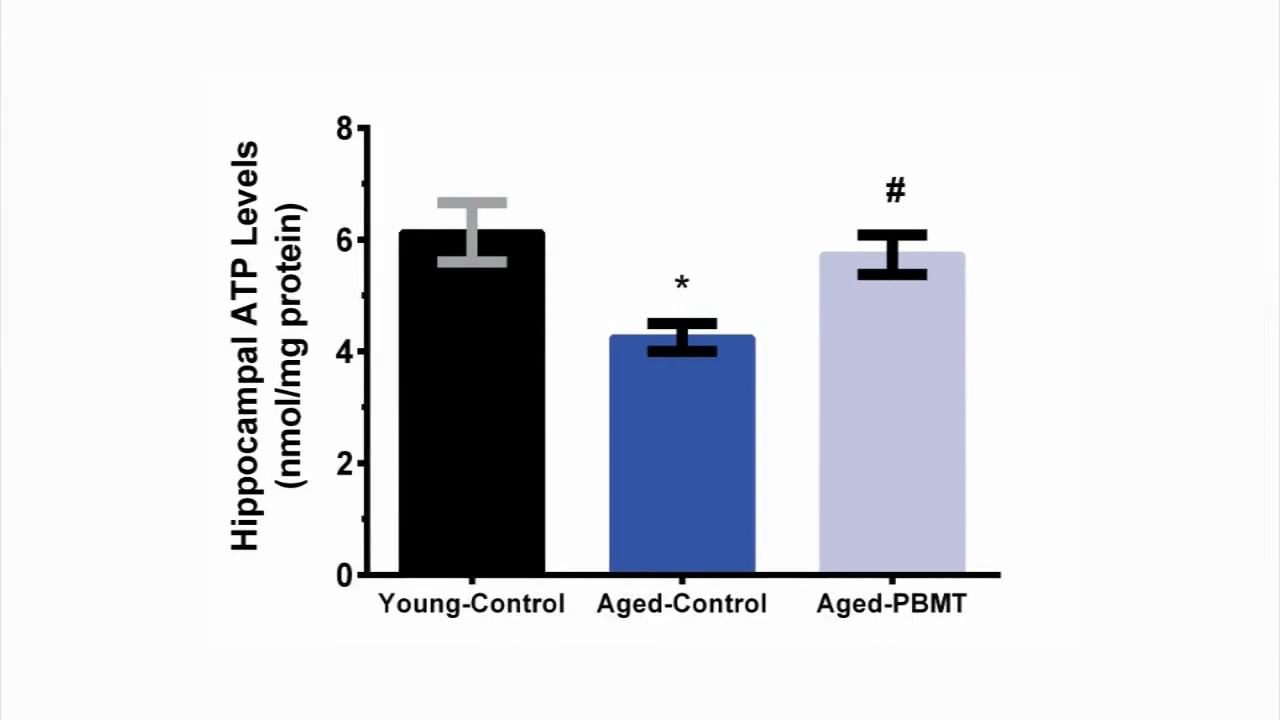 Hippocampal ATP Levels
(nmol/mg protein)
8
6
4
2
0
*
#
Young-Control
Aged-Control
Aged-PBMT